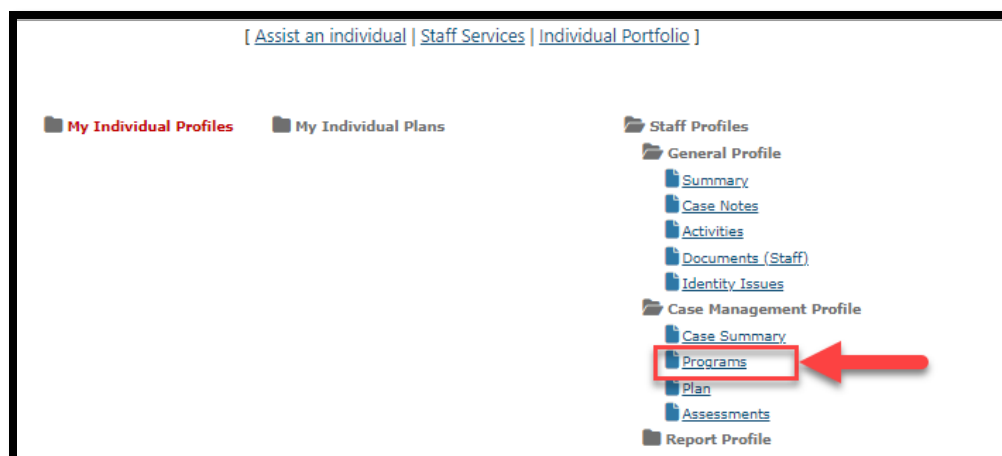 [ Assist an individual | Staff Services | Individual Portfolio ]
My Individual Profiles
My Individual Plans
Staff Profiles
General Profile
Summary
Case Notes
Activities
Documents (Staff)
Identity Issues
Case Management Profile
Case Summary
Programs
Plan
Assessments
Report Profile